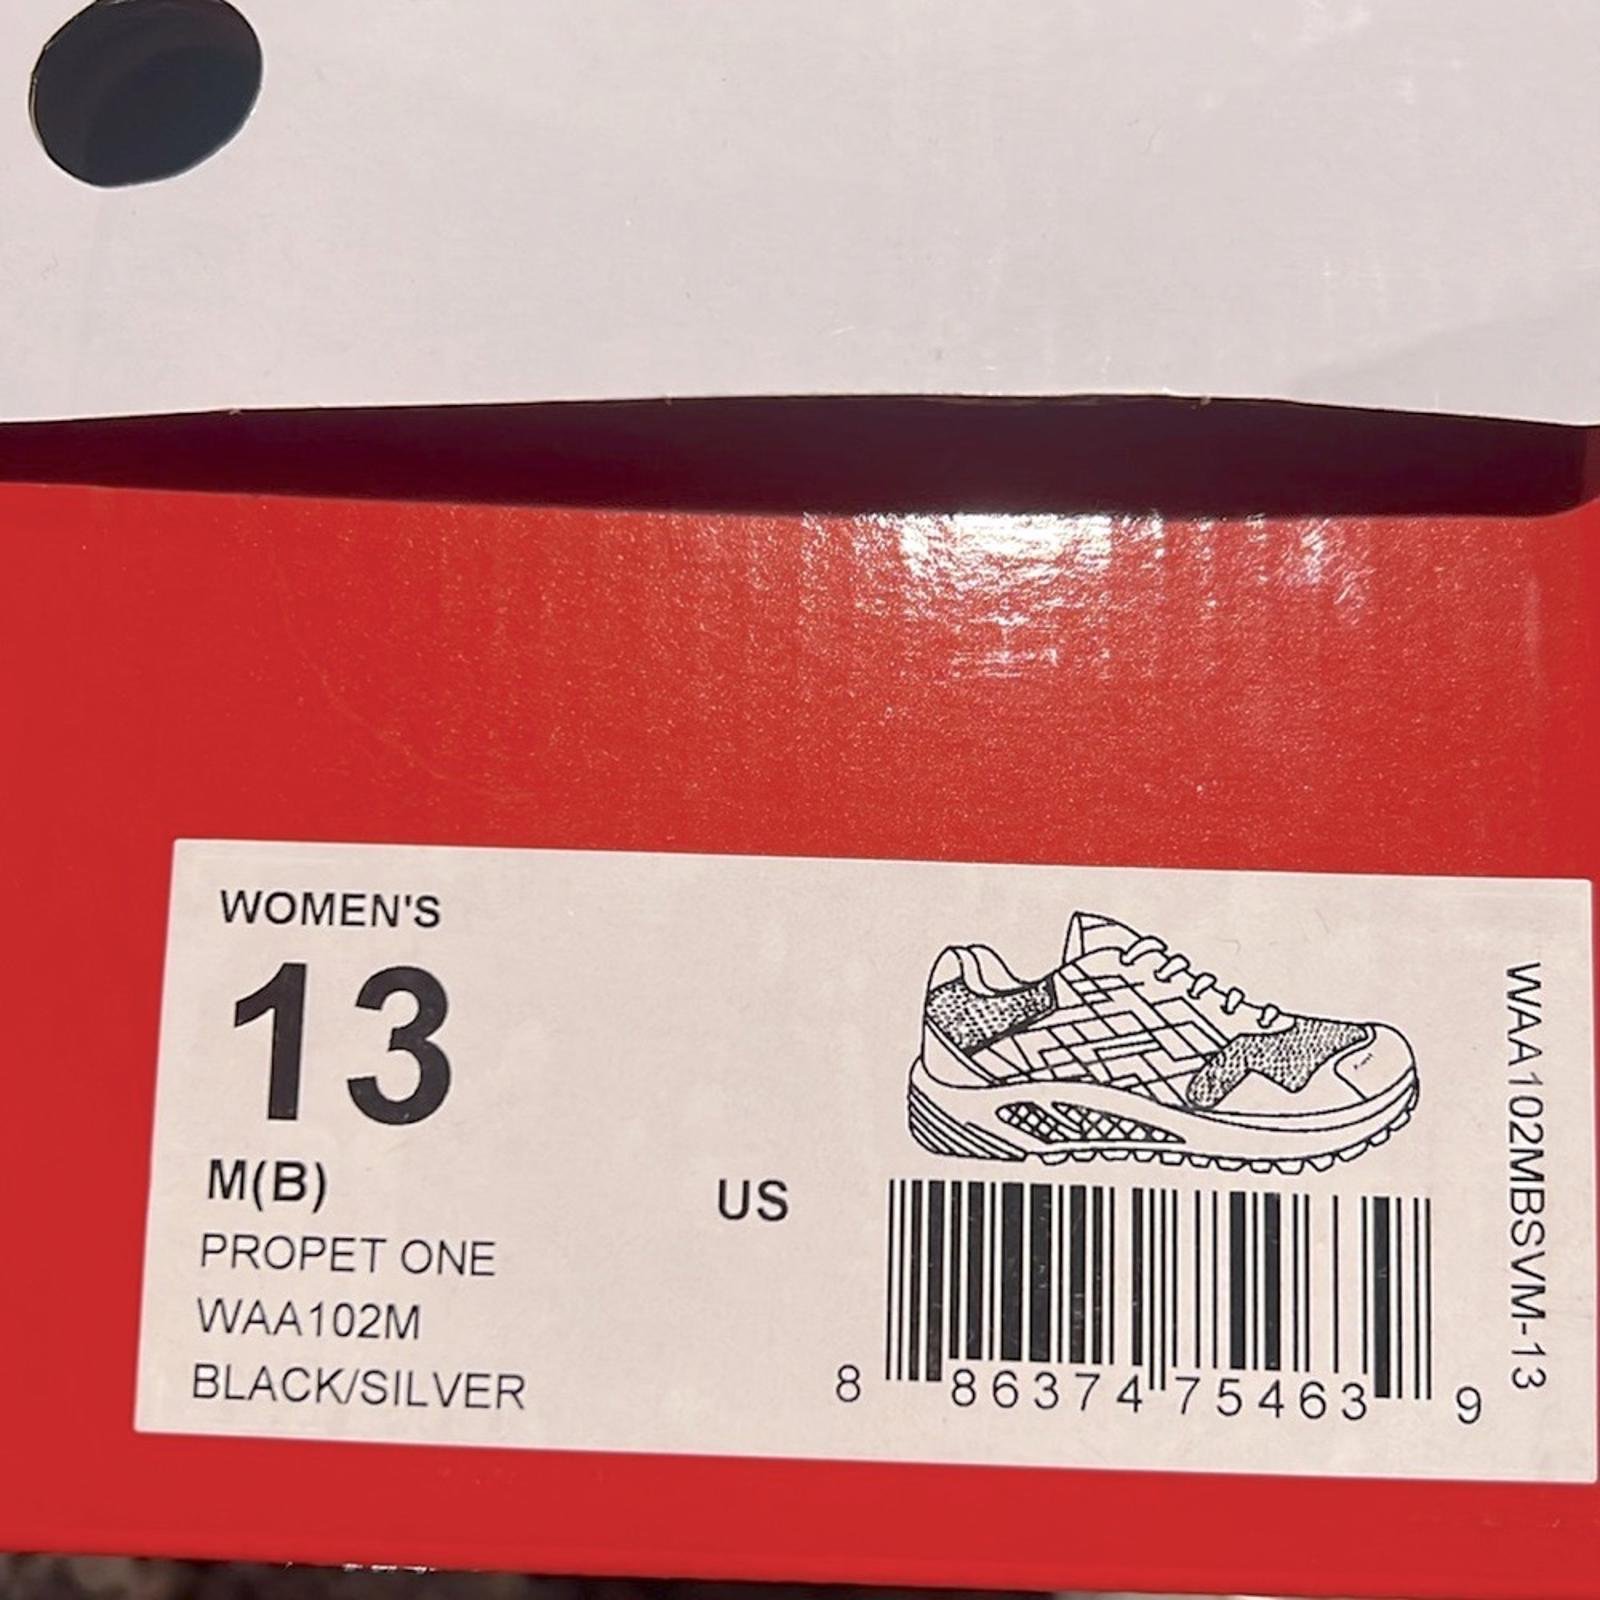 WOMEN'S
13
M(B)
US
PROPET ONE
WAA102M
BLACK/SILVER
8 86374 75463 9
WAA102MBSVM-13